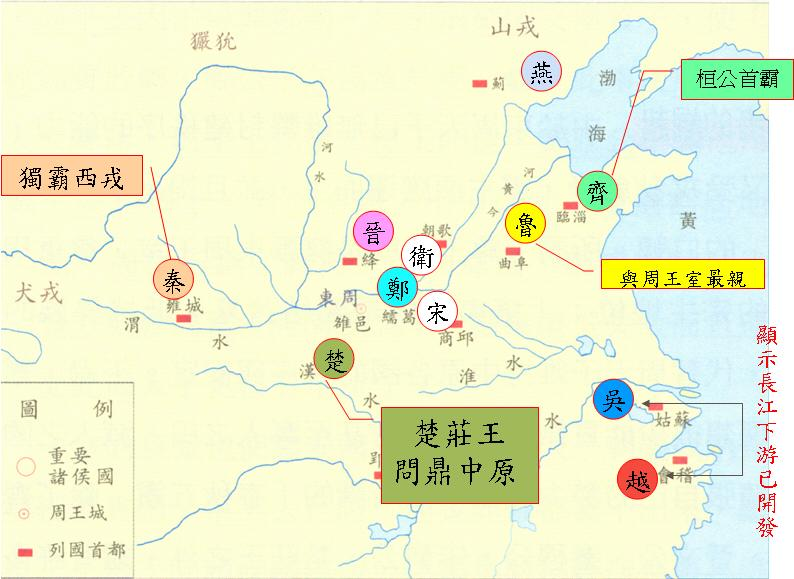 山戎
玁狁
燕
薊
渤海
桓公首霸
河水
今黃河
齊
臨淄
獨霸西戎
魯
曲阜
黃
晉
絳
朝歌
衛
與周王室最親
犬戎
秦
雍城
東周
雒邑
鄭
繻葛
宋
商邱
渭水
楚
漢水
淮水
水
吳
姑蘇
越
會稽
楚莊王
問鼎中原
顯示長江下游已開發
圖例
重要
諸侯國
周王城
列國首都